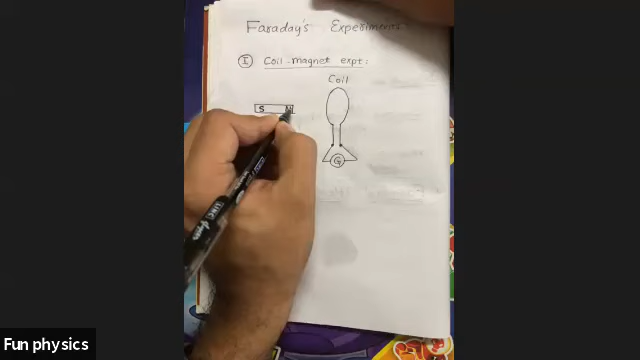 Faraday's Experiments
I Coil-magnet expt:
Coil
S N
G
Fun physics